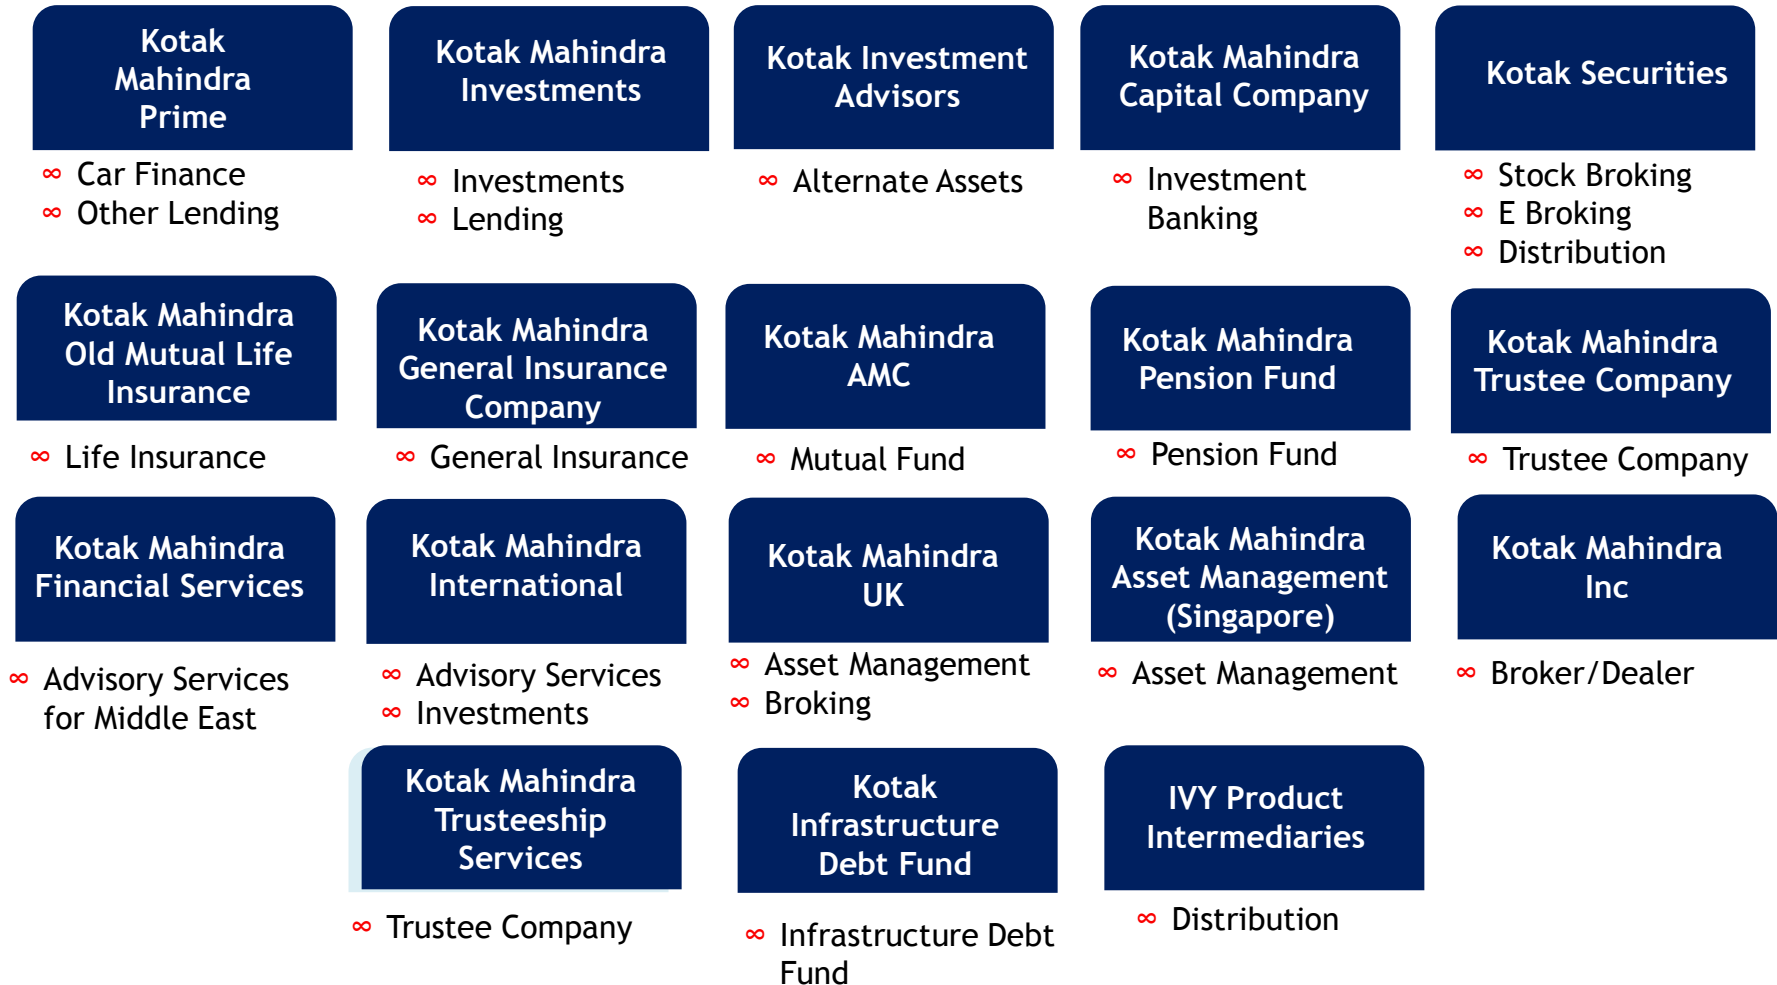 Kotak
Mahindra
Prime
∞ Car Finance
∞ Other Lending
Kotak Mahindra
Investments
∞ Investments
∞ Lending
Kotak Investment
Advisors
∞ Alternate Assets
Kotak Mahindra
Capital Company
∞ Investment
Banking
Kotak Securities
∞ Stock Broking
∞ E Broking
∞ Distribution
Kotak Mahindra
Old Mutual Life
Insurance
∞ Life Insurance
Kotak Mahindra
General Insurance
Company
∞ General Insurance
Kotak Mahindra
AMC
∞ Mutual Fund
Kotak Mahindra
Pension Fund
∞ Pension Fund
Kotak Mahindra
Trustee Company
∞ Trustee Company
Kotak Mahindra
Financial Services
∞ Advisory Services
for Middle East
Kotak Mahindra
International
∞ Advisory Services
∞ Investments
Kotak Mahindra
UK
∞ Asset Management
∞ Broking
Kotak Mahindra
Asset Management
(Singapore)
∞ Asset Management
Kotak Mahindra
Inc
∞ Broker/Dealer
Kotak Mahindra
Trusteeship
Services
∞ Trustee Company
Kotak
Infrastructure
Debt Fund
∞ Infrastructure Debt
Fund
IVY Product
Intermediaries
∞ Distribution